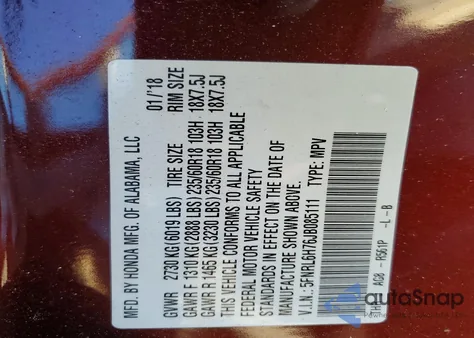 MFD. BY HONDA MFG. OF ALABAMA, LLC 01/'18
GVWR 2730 KG(6019 LBS) TIRE SIZE RIM SIZE
GAWR F 1310 KG(2888 LBS)235/60R18 103H 18X7.5J
GAWR R 1465 KG(3230 LBS)235/60R18 103H 18X7.5J
THIS VEHICLE CONFORMS TO ALL APPLICABLE
FEDERAL MOTOR VEHICLE SAFETY
STANDARDS IN EFFECT ON THE DATE OF
MANUFACTURE SHOWN ABOVE.
V.I.N.: 5FNRL6H76JB085111 TYPE: MPV
R561P -L -B
autoSnap